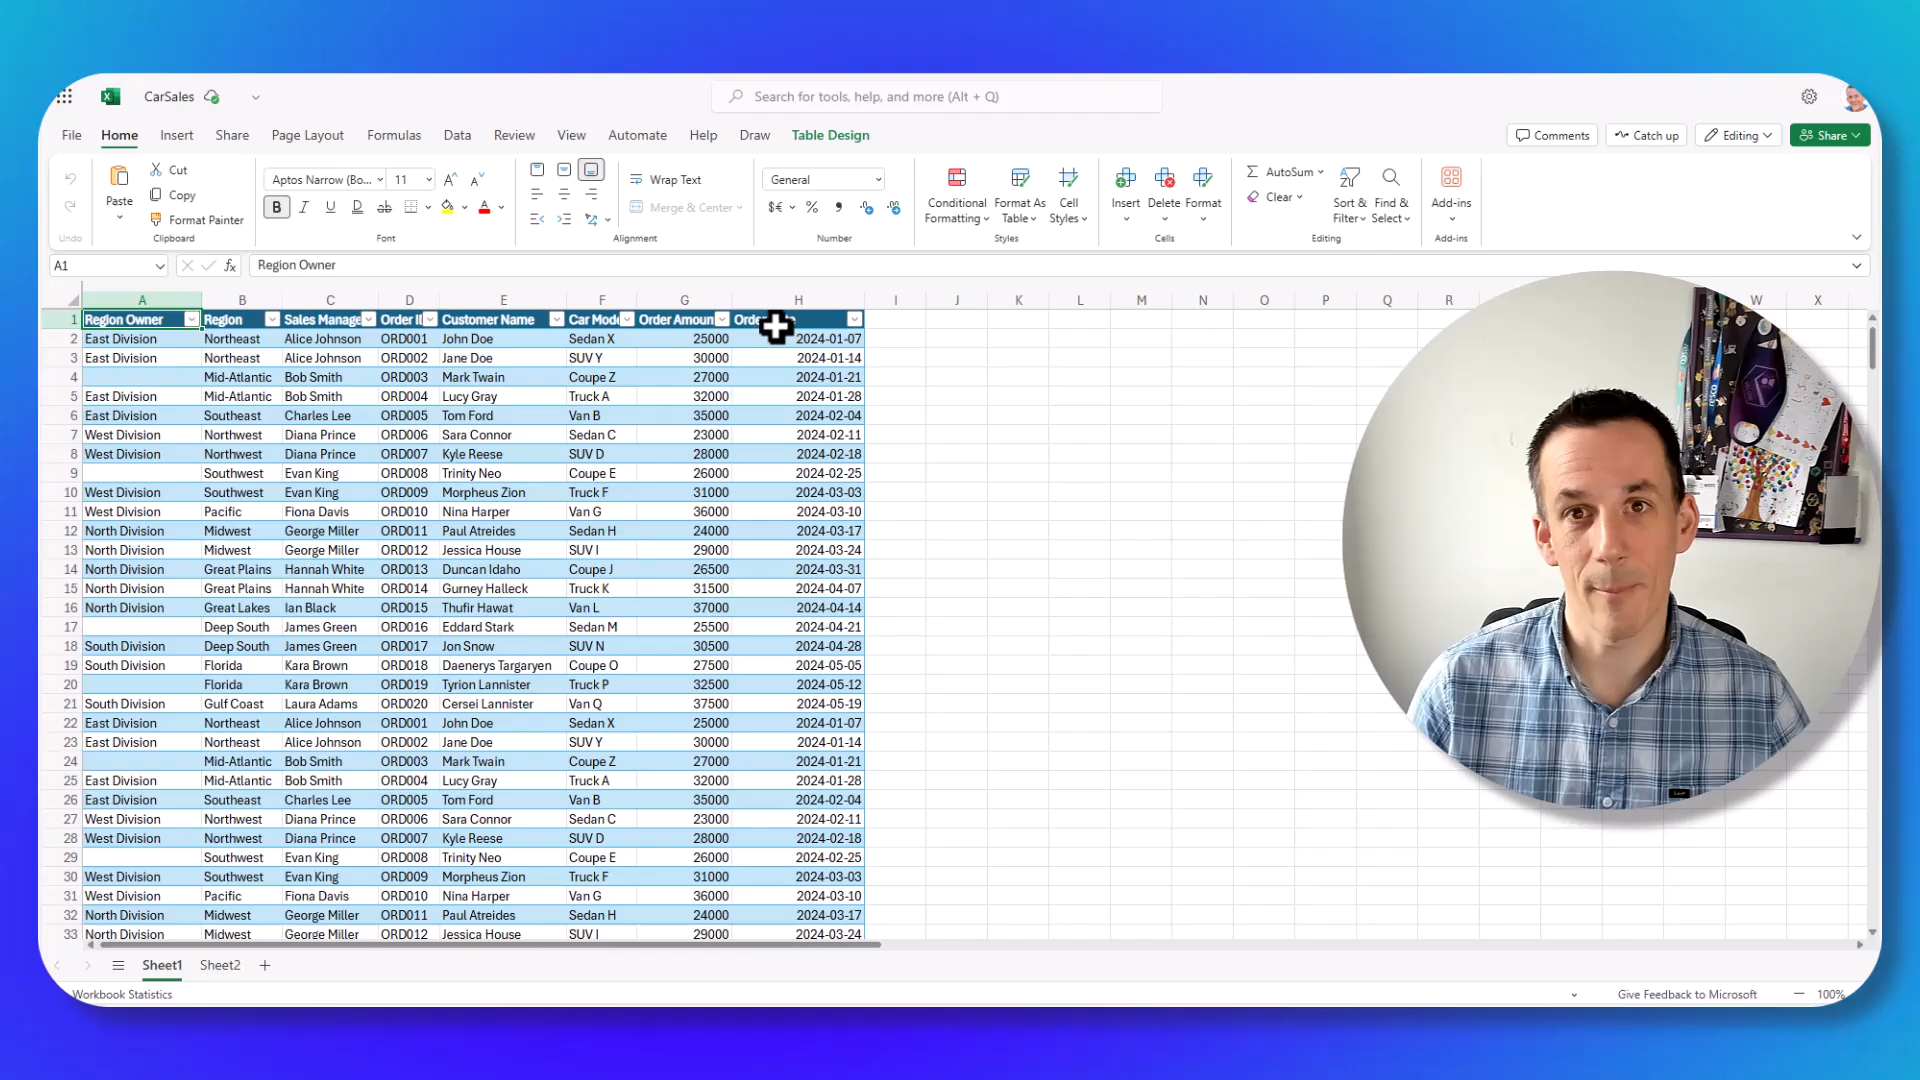 CarSales
Search for tools, help, and more (Alt + Q)
File Home Insert Share Page Layout Formulas Data Review View Automate Help Draw Table Design
Comments Catch up Editing Share
Paste Cut Copy Format Painter
Undo Clipboard
Aptos Narrow (Bo... 11
B I U D ab A
Font
Wrap Text
Merge & Center
Alignment
General
$€ % 9
Number
Conditional Formatting Format As Table Cell Styles
Styles
Insert Delete Format
Cells
AutoSum Clear Sort & Filter Find & Select
Editing
Add-ins
Add-ins
A1 fx Region Owner
A B C D E F G H I J K L M N O P Q R W X
1 Region Owner Region Sales Manage Order ID Customer Name Car Mode Order Amoun
2 East Division Northeast Alice Johnson ORD001 John Doe Sedan X 25000 2024-01-07
3 East Division Northeast Alice Johnson ORD002 Jane Doe SUV Y 30000 2024-01-14
4 Mid-Atlantic Bob Smith ORD003 Mark Twain Coupe Z 27000 2024-01-21
5 East Division Mid-Atlantic Bob Smith ORD004 Lucy Gray Truck A 32000 2024-01-28
6 East Division Southeast Charles Lee ORD005 Tom Ford Van B 35000 2024-02-04
7 West Division Northwest Diana Prince ORD006 Sara Connor Sedan C 23000 2024-02-11
8 West Division Northwest Diana Prince ORD007 Kyle Reese SUV D 28000 2024-02-18
9 Southwest Evan King ORD008 Trinity Neo Coupe E 26000 2024-02-25
10 West Division Southwest Evan King ORD009 Morpheus Zion Truck F 31000 2024-03-03
11 West Division Pacific Fiona Davis ORD010 Nina Harper Van G 36000 2024-03-10
12 North Division Midwest George Miller ORD011 Paul Atreides Sedan H 24000 2024-03-17
13 North Division Midwest George Miller ORD012 Jessica House SUV I 29000 2024-03-24
14 North Division Great Plains Hannah White ORD013 Duncan Idaho Coupe J 26500 2024-03-31
15 North Division Great Plains Hannah White ORD014 Gurney Halleck Truck K 31500 2024-04-07
16 North Division Great Lakes Ian Black ORD015 Thufir Hawat Van L 37000 2024-04-14
17 Deep South James Green ORD016 Eddard Stark Sedan M 25500 2024-04-21
18 South Division Deep South James Green ORD017 Jon Snow SUV N 30500 2024-04-28
19 South Division Florida Kara Brown ORD018 Daenerys Targaryen Coupe O 27500 2024-05-05
20 Florida Kara Brown ORD019 Tyrion Lannister Truck P 32500 2024-05-12
21 South Division Gulf Coast Laura Adams ORD020 Cersei Lannister Van Q 37500 2024-05-19
22 East Division Northeast Alice Johnson ORD001 John Doe Sedan X 25000 2024-01-07
23 East Division Northeast Alice Johnson ORD002 Jane Doe SUV Y 30000 2024-01-14
24 Mid-Atlantic Bob Smith ORD003 Mark Twain Coupe Z 27000 2024-01-21
25 East Division Mid-Atlantic Bob Smith ORD004 Lucy Gray Truck A 32000 2024-01-28
26 East Division Southeast Charles Lee ORD005 Tom Ford Van B 35000 2024-02-04
27 West Division Northwest Diana Prince ORD006 Sara Connor Sedan C 23000 2024-02-11
28 West Division Northwest Diana Prince ORD007 Kyle Reese SUV D 28000 2024-02-18
29 Southwest Evan King ORD008 Trinity Neo Coupe E 26000 2024-02-25
30 West Division Southwest Evan King ORD009 Morpheus Zion Truck F 31000 2024-03-03
31 West Division Pacific Fiona Davis ORD010 Nina Harper Van G 36000 2024-03-10
32 North Division Midwest George Miller ORD011 Paul Atreides Sedan H 24000 2024-03-17
33 North Division Midwest George Miller ORD012 Jessica House SUV I 29000 2024-03-24
Sheet1 Sheet2
Workbook Statistics Give Feedback to Microsoft 100%